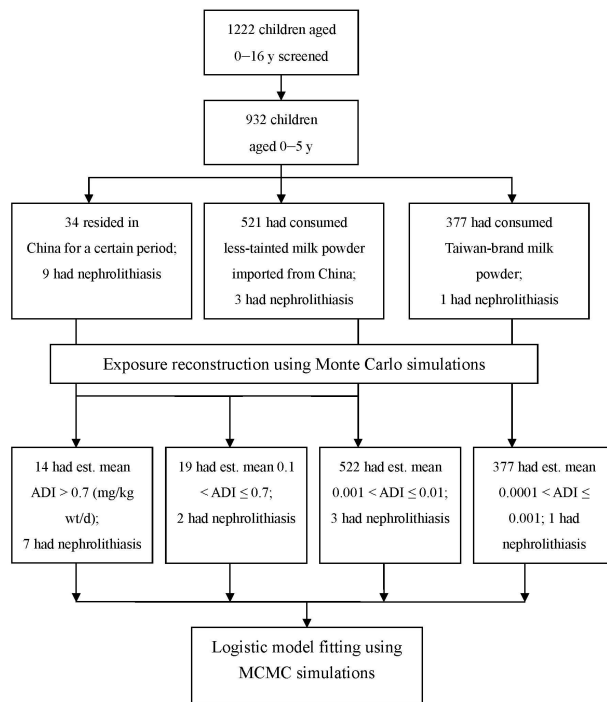 1222 children aged
0–16 y screened
932 children
aged 0–5 y
34 resided in
China for a certain period;
9 had nephrolithiasis
521 had consumed
less-tainted milk powder
imported from China;
3 had nephrolithiasis
377 had consumed
Taiwan-brand milk
powder;
1 had nephrolithiasis
Exposure reconstruction using Monte Carlo simulations
14 had est. mean
ADI > 0.7 (mg/kg
wt/d);
7 had nephrolithiasis
19 had est. mean 0.1
< ADI ≤ 0.7;
2 had nephrolithiasis
522 had est. mean
0.001 < ADI ≤ 0.01;
3 had nephrolithiasis
377 had est. mean
0.0001 < ADI ≤
0.001; 1 had
nephrolithiasis
Logistic model fitting using
MCMC simulations